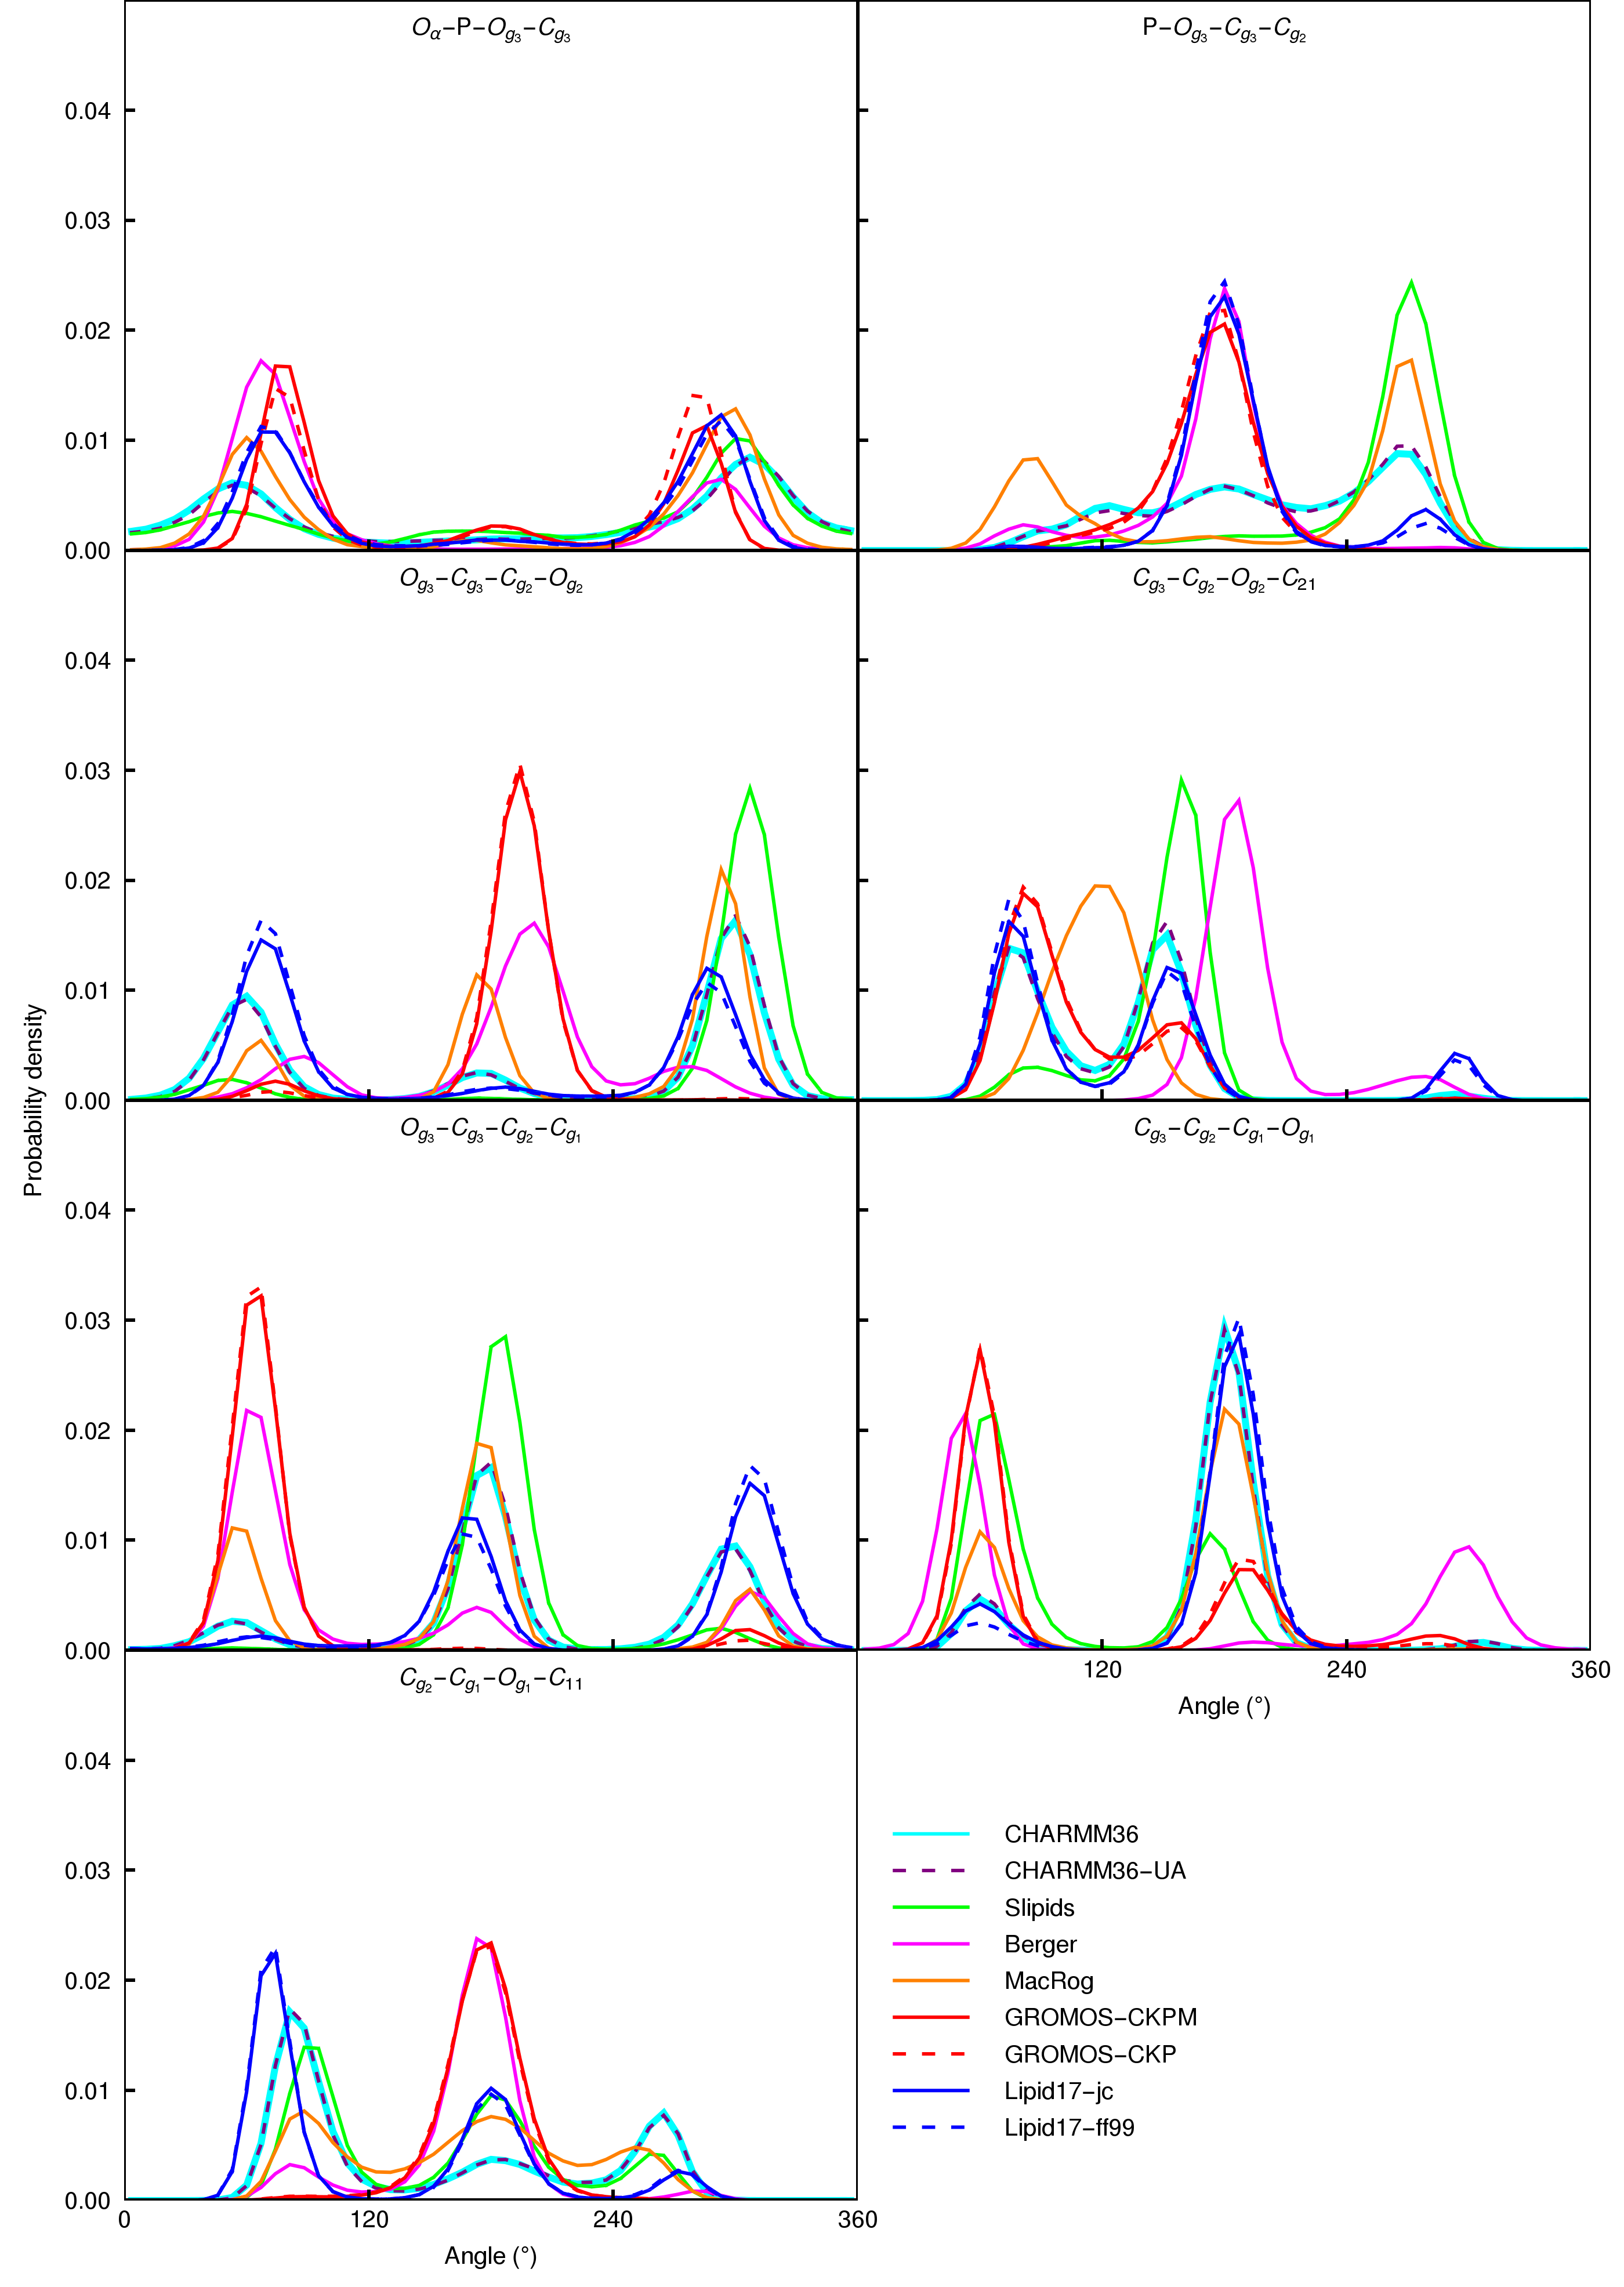 Probability density
Oα−P−Og3−Cg3
P−Og3−Cg3−Cg2
0.04
0.03
0.02
0.01
0.00
Og3−Cg3−Cg2−Og2
Cg3−Cg2−Og2−C21
0.04
0.03
0.02
0.01
0.00
Og3−Cg3−Cg2−Cg1
Cg3−Cg2−Cg1−Og1
0.04
0.03
0.02
0.01
0.00
120 240 360
Angle (°)
Cg2−Cg1−Og1−C11
0.04
0.03
0.02
0.01
0.00
0 120 240 360
Angle (°)
CHARMM36
CHARMM36−UA
Slipids
Berger
MacRog
GROMOS−CKPM
GROMOS−CKP
Lipid17−jc
Lipid17−ff99